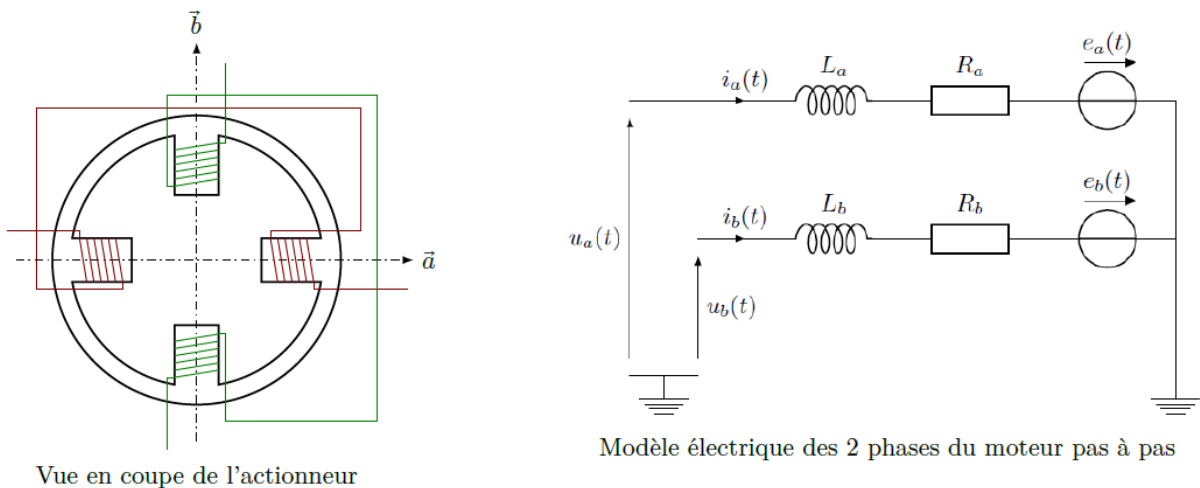 b⃗
a⃗
Vue en coupe de l'actionneur
i_a(t)
L_a
R_a
e_a(t)
i_b(t)
L_b
R_b
e_b(t)
u_a(t)
u_b(t)
Modèle électrique des 2 phases du moteur pas à pas